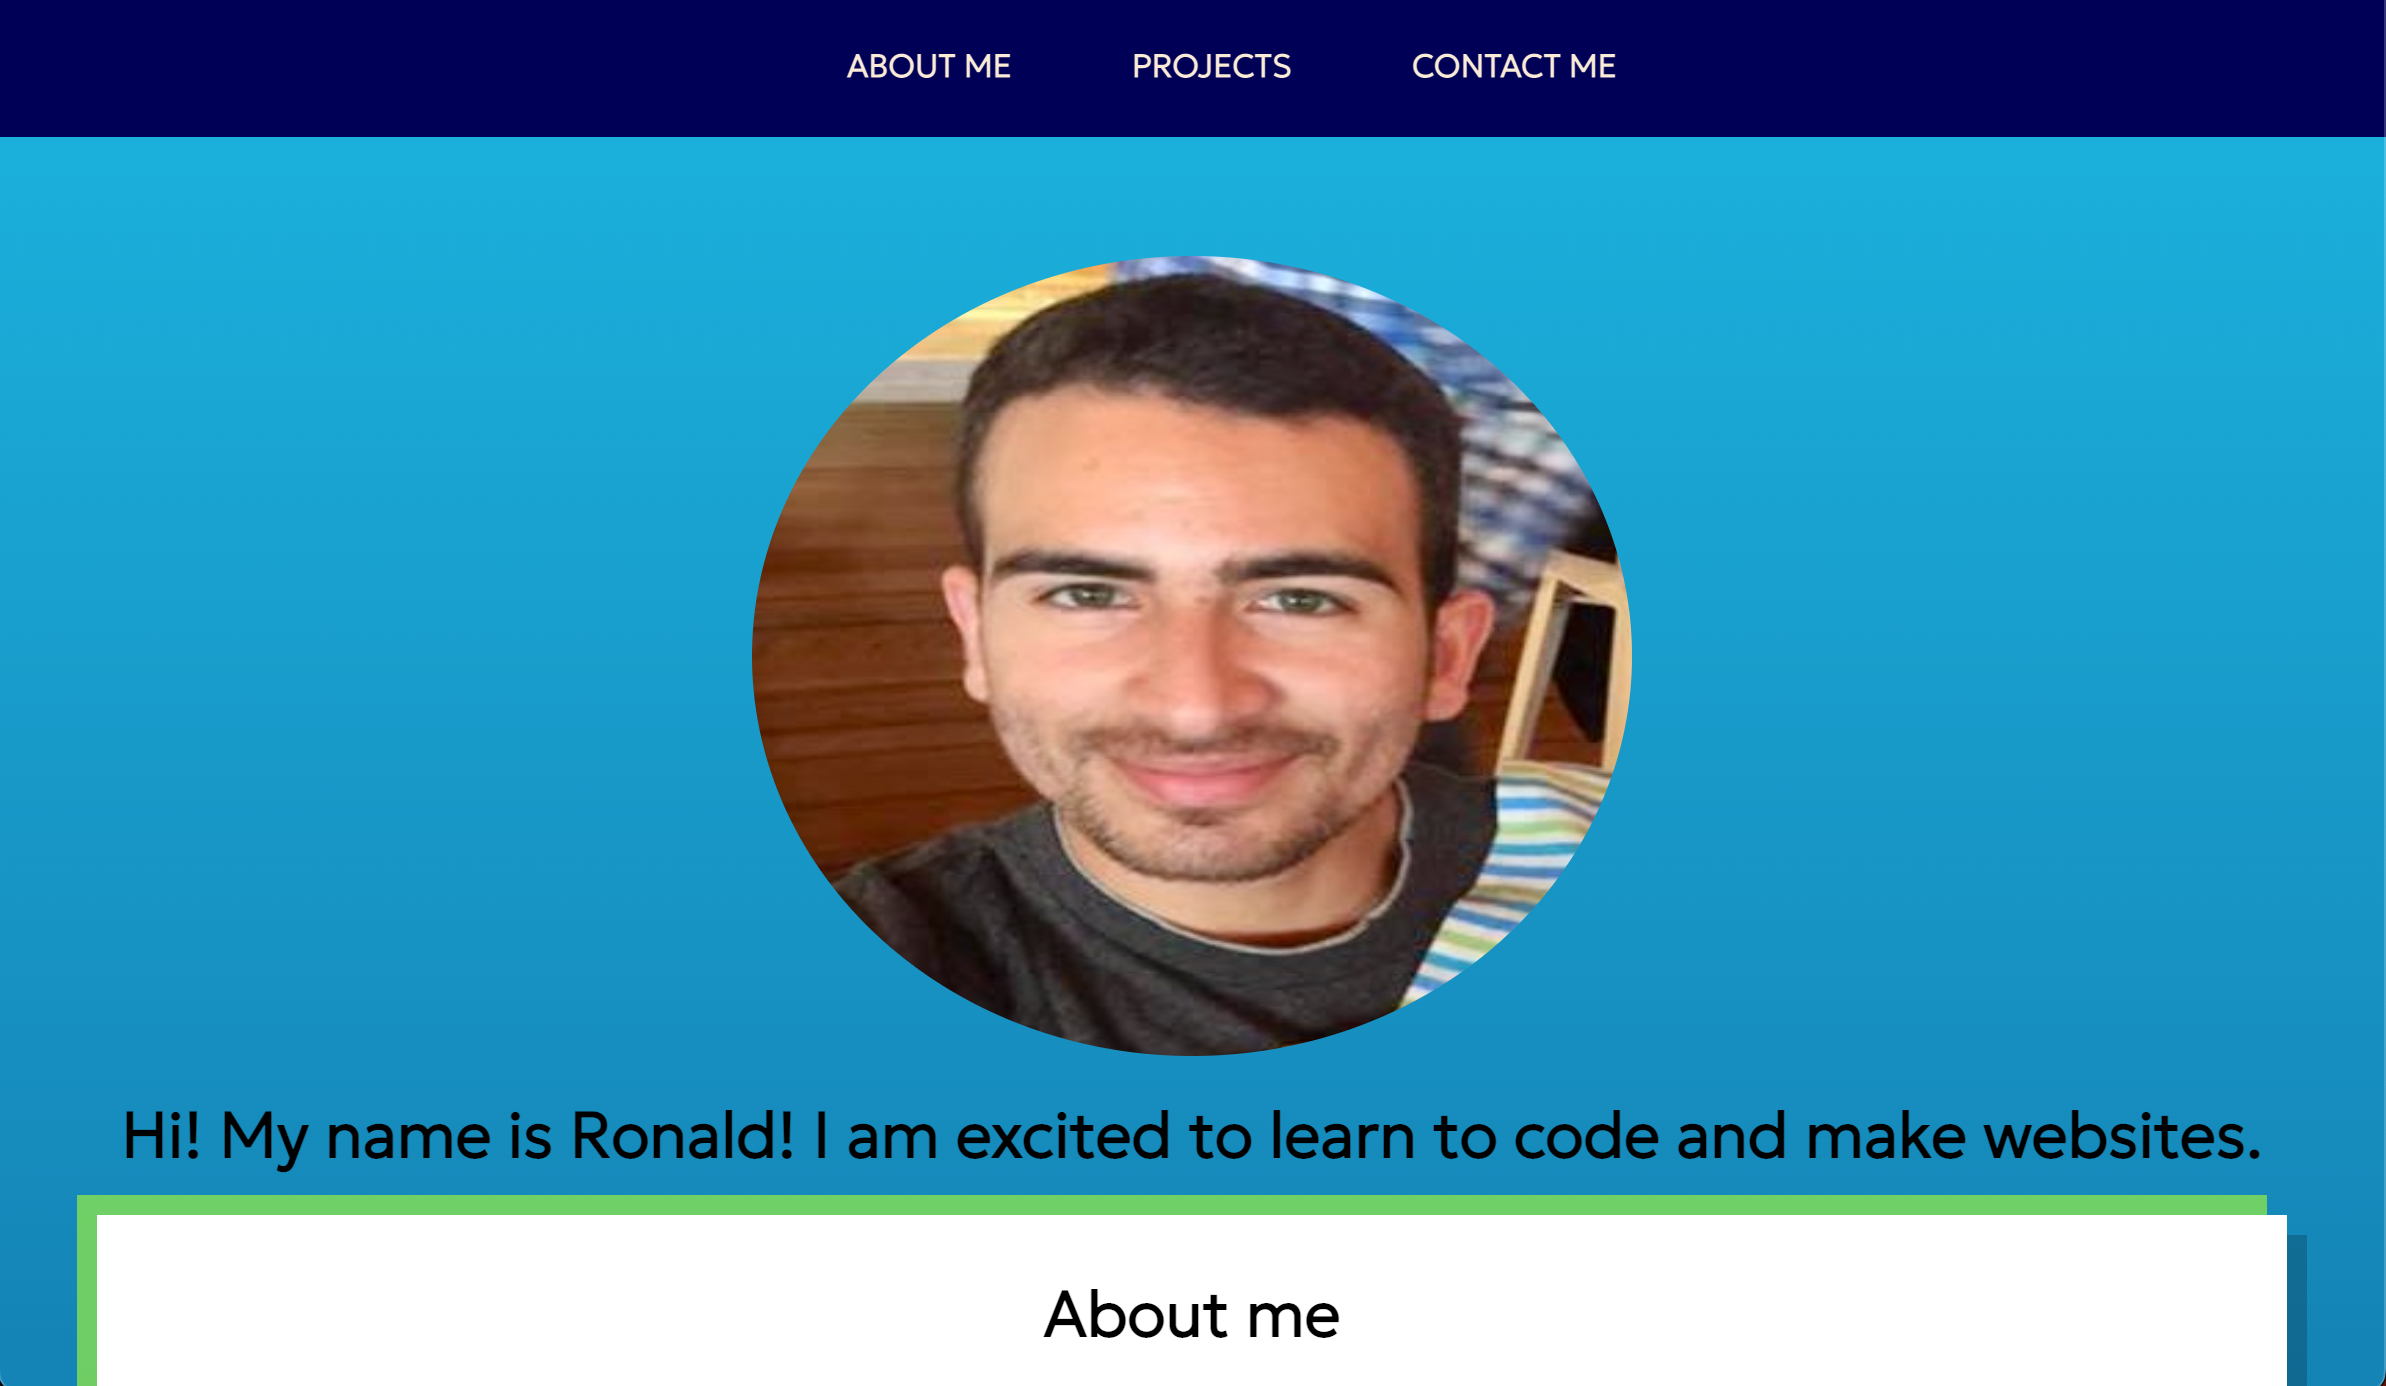 ABOUT ME PROJECTS CONTACT ME
Hi! My name is Ronald! I am excited to learn to code and make websites.
About me